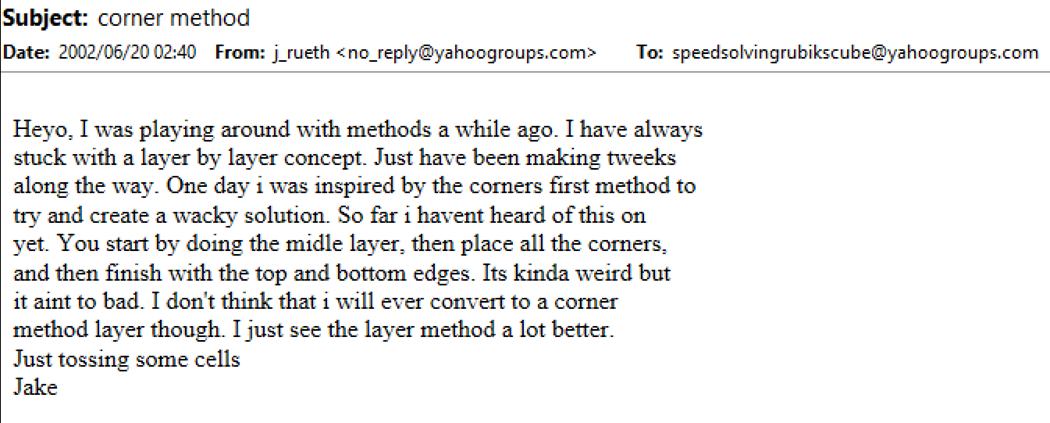 Subject: corner method
Date: 2002/06/20 02:40 From: j_rueth <no_reply@yahoogroups.com> To: speedsolvingrubikscube@yahoogroups.com
Heyo, I was playing around with methods a while ago. I have always
stuck with a layer by layer concept. Just have been making tweeks
along the way. One day i was inspired by the corners first method to
try and create a wacky solution. So far i havent heard of this on
yet. You start by doing the midle layer, then place all the corners,
and then finish with the top and bottom edges. Its kinda weird but
it aint to bad. I don't think that i will ever convert to a corner
method layer though. I just see the layer method a lot better.
Just tossing some cells
Jake